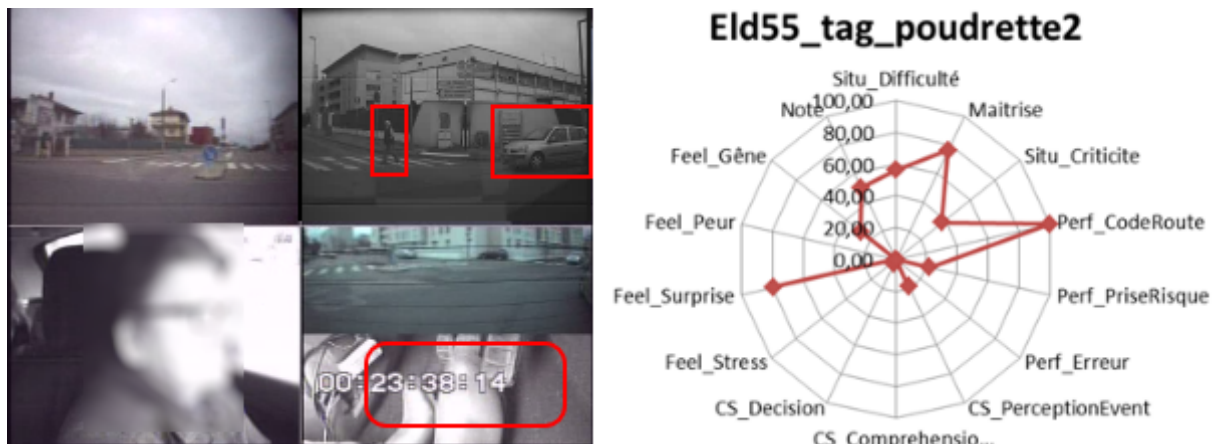 00:23:38:14
Eld55_tag_poudrette2
Situ_Difficulté
100,00
80,00
60,00
40,00
20,00
0,00
Maitrise
Situ_Criticite
Perf_CodeRoute
Perf_PriseRisque
Perf_Erreur
CS_PerceptionEvent
CS_Comprehensio...
CS_Decision
Feel_Stress
Feel_Surprise
Feel_Peur
Feel_Gêne
Note